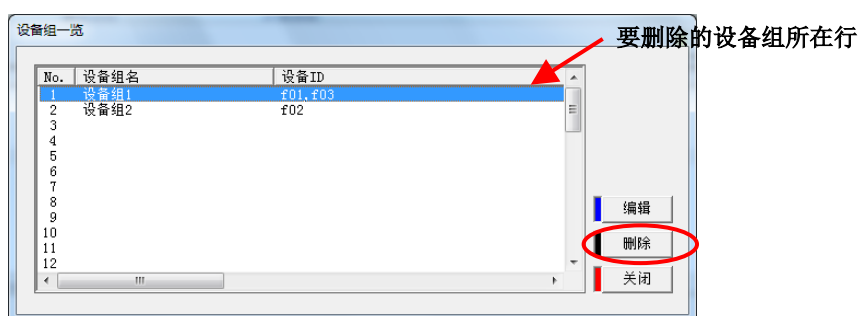 设备组一览
要删除的设备组所在行
No. 设备组名 设备ID
1 设备组1 f01,f03
2 设备组2 f02
3
4
5
6
7
8
9
10
11
12
编辑
删除
关闭